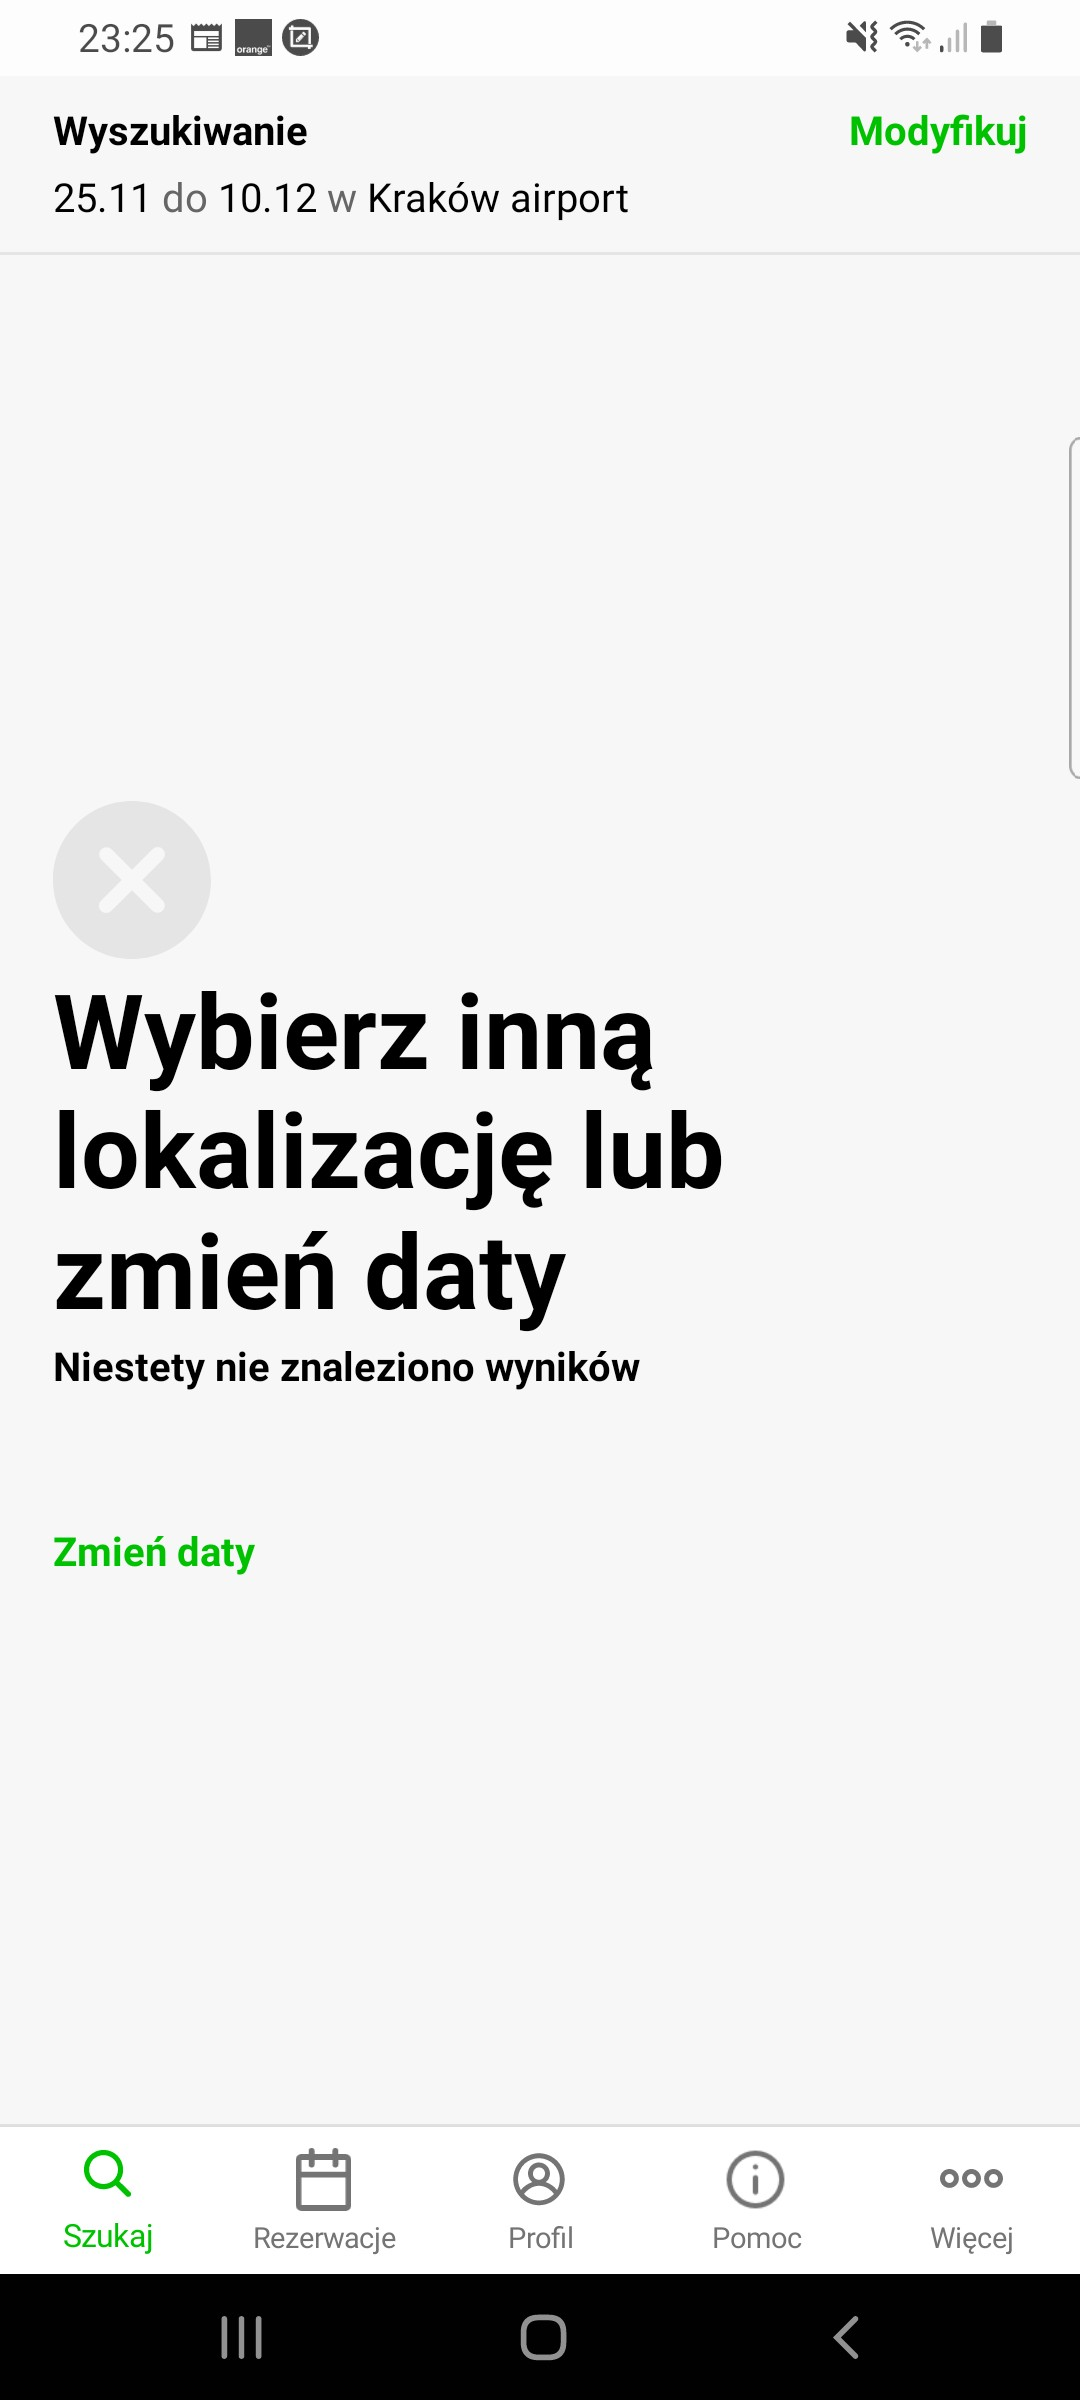 23:25
orange
Wyszukiwanie
Modyfikuj
25.11 do 10.12 w Kraków airport
Wybierz inną
lokalizację lub
zmień daty
Niestety nie znaleziono wyników
Zmień daty
Szukaj
Rezerwacje
Profil
Pomoc
Więcej